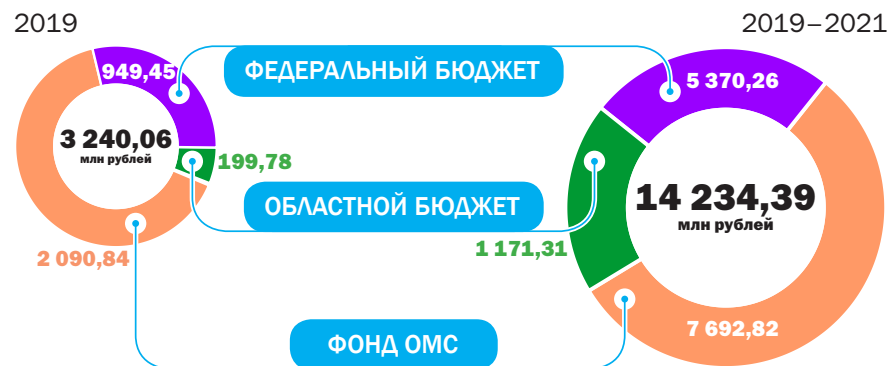 2019
2019–2021
949,45
ФЕДЕРАЛЬНЫЙ БЮДЖЕТ
5 370,26
3 240,06
млн рублей
199,78
14 234,39
млн рублей
ОБЛАСТНОЙ БЮДЖЕТ
1 171,31
2 090,84
ФОНД ОМС
7 692,82